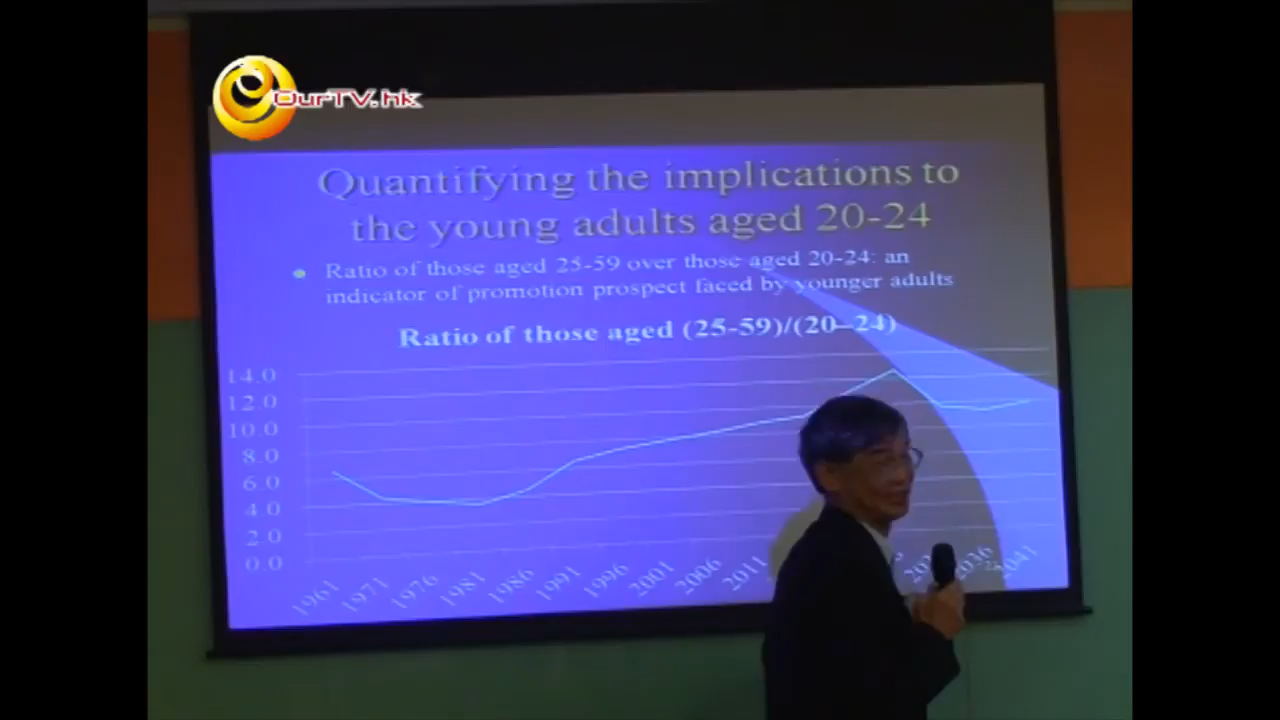 OurTV.hk
Quantifying the implications to
the young adults aged 20-24
Ratio of those aged 25-59 over those aged 20-24: an
indicator of promotion prospect faced by younger adults
Ratio of those aged (25-59)/(20–24)
14.0
12.0
10.0
8.0
6.0
4.0
2.0
0.0
1961 1971 1976 1981 1986 1991 1996 2001 2006 2011 2036 2041